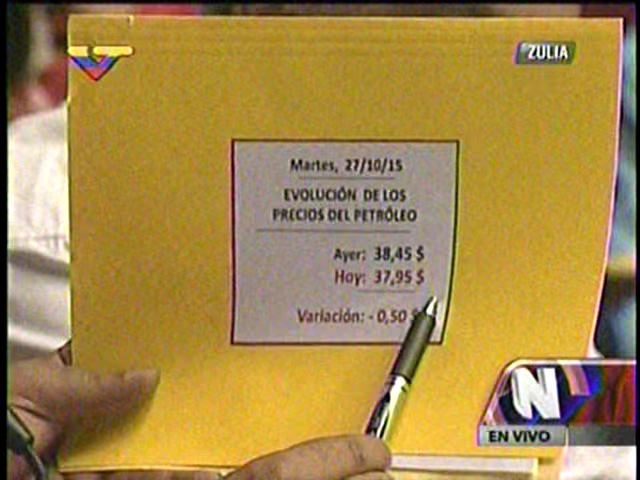 ZULIA
Martes, 27/10/15
EVOLUCIÓN DE LOS
PRECIOS DEL PETRÓLEO
Ayer: 38,45 $
Hoy: 37,95 $
Variación: - 0,50 $
N
EN VIVO